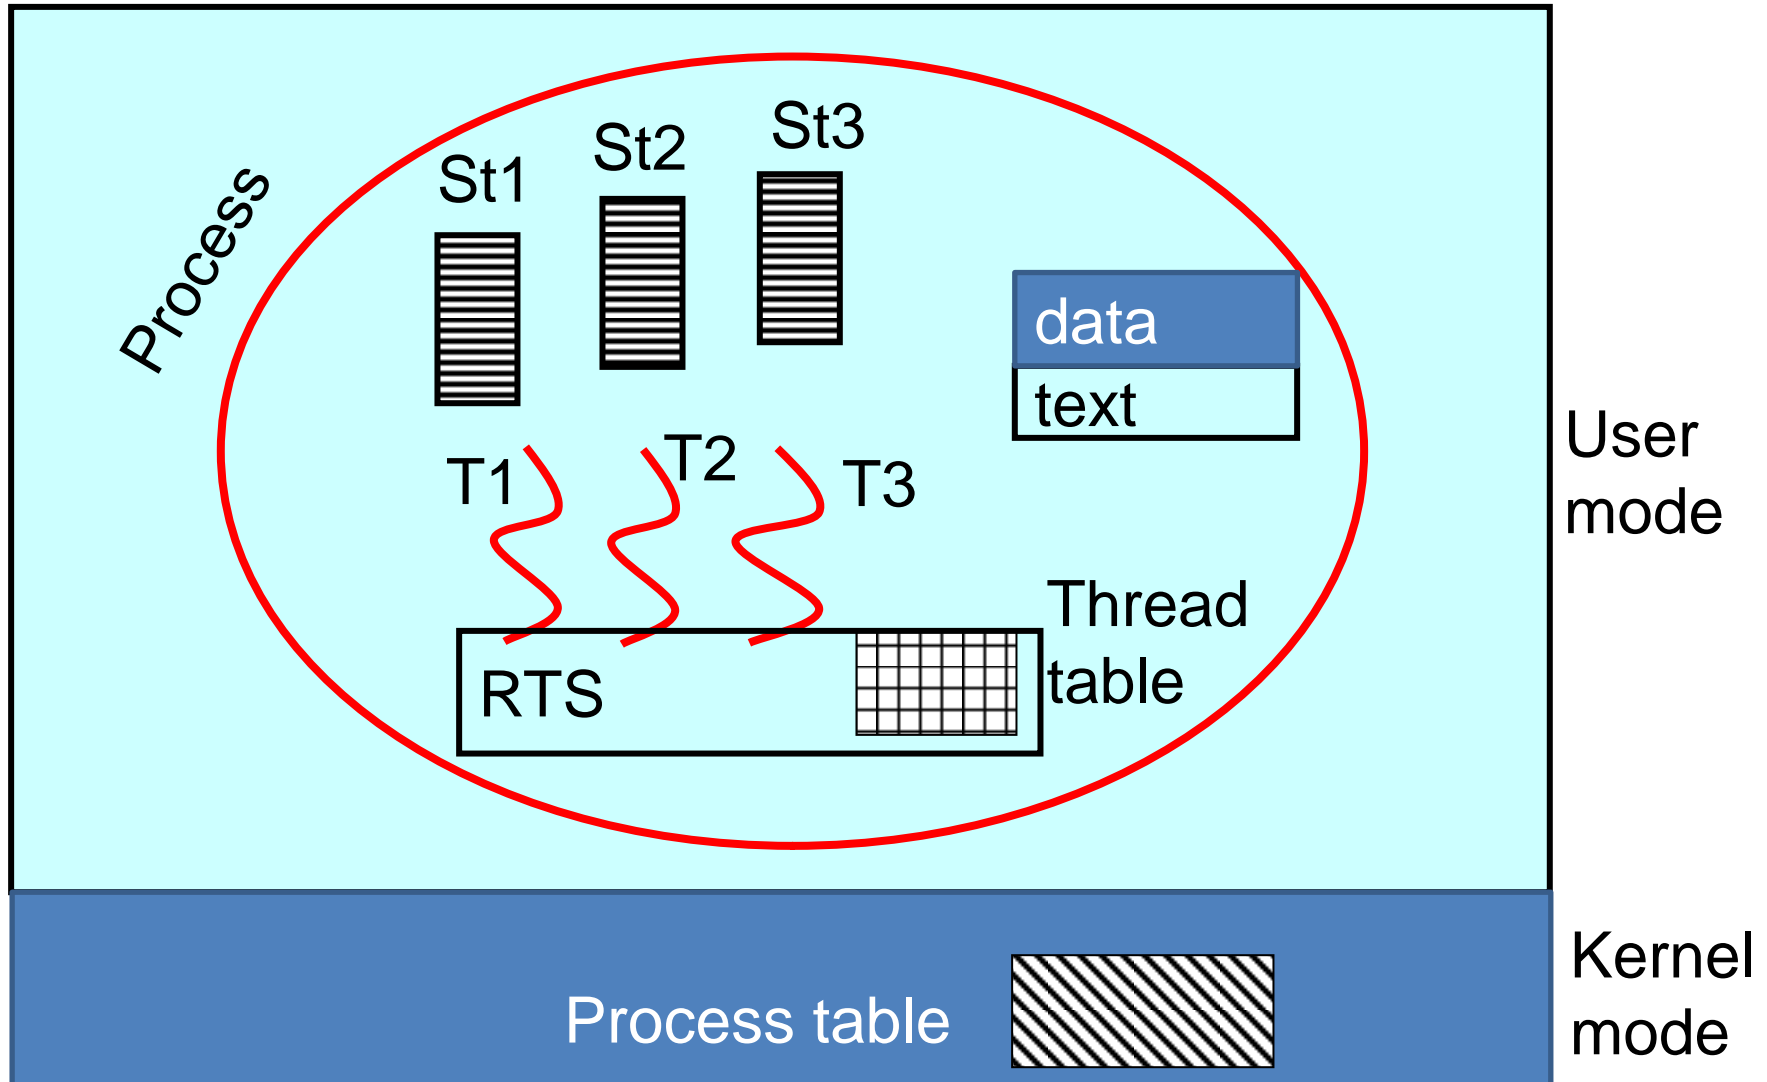 Process
St1
St2
St3
data
text
T1
T2
T3
User
mode
Thread
table
RTS
Kernel
mode
Process table